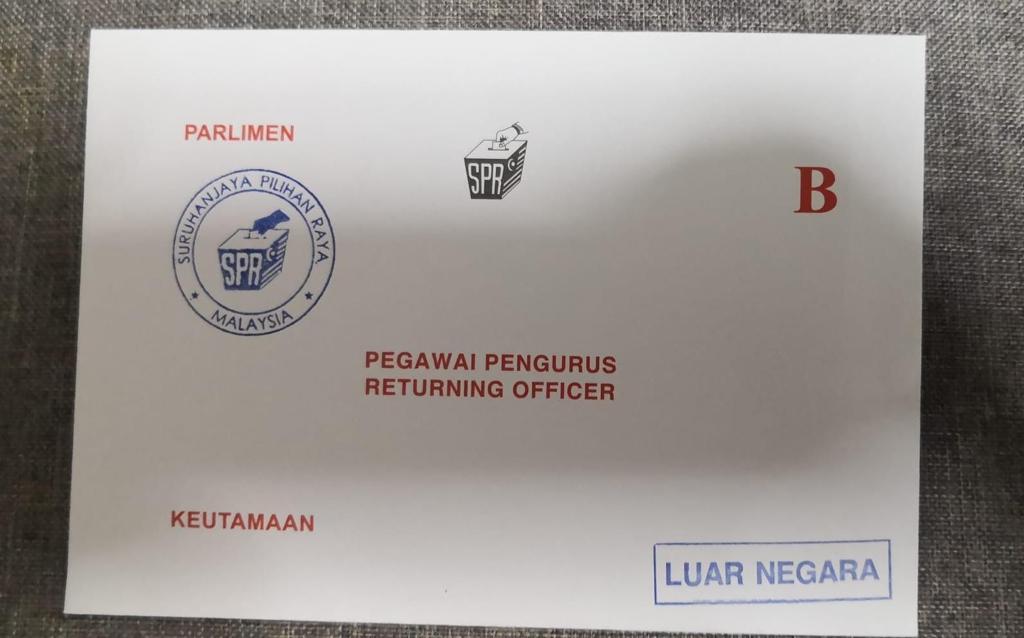 PARLIMEN
SPR
B
SURUHANJAYA PILIHAN RAYA
SPR
MALAYSIA
PEGAWAI PENGURUS
RETURNING OFFICER
KEUTAMAAN
LUAR NEGARA